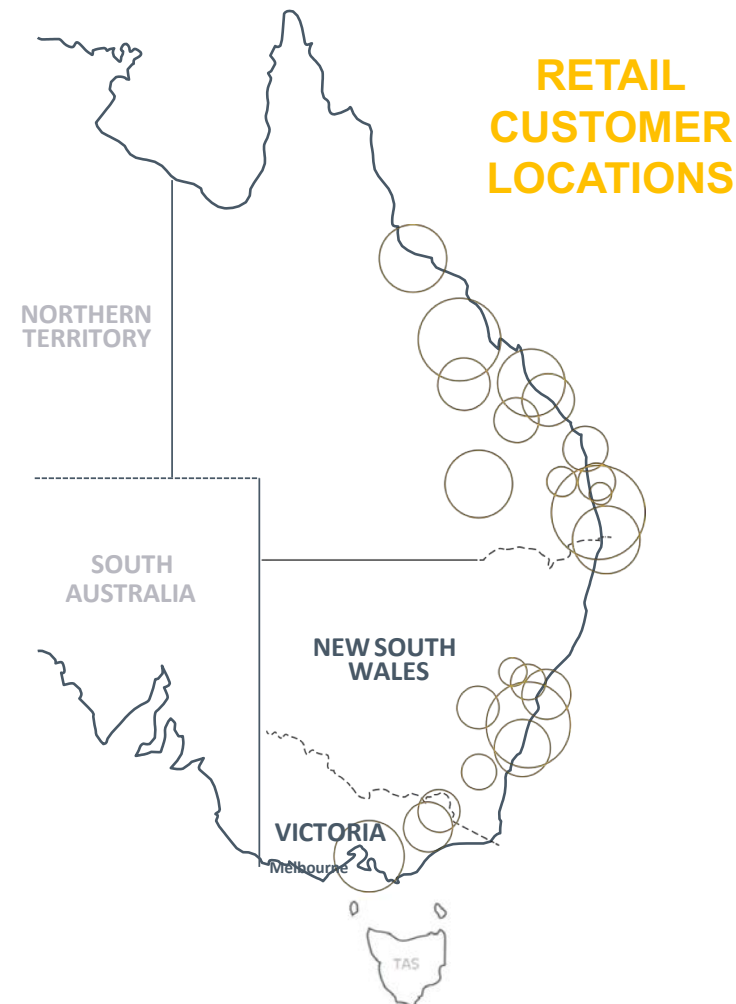 RETAIL
CUSTOMER
LOCATIONS
NORTHERN
TERRITORY
SOUTH
AUSTRALIA
NEW SOUTH
WALES
VICTORIA
Melbourne
TAS